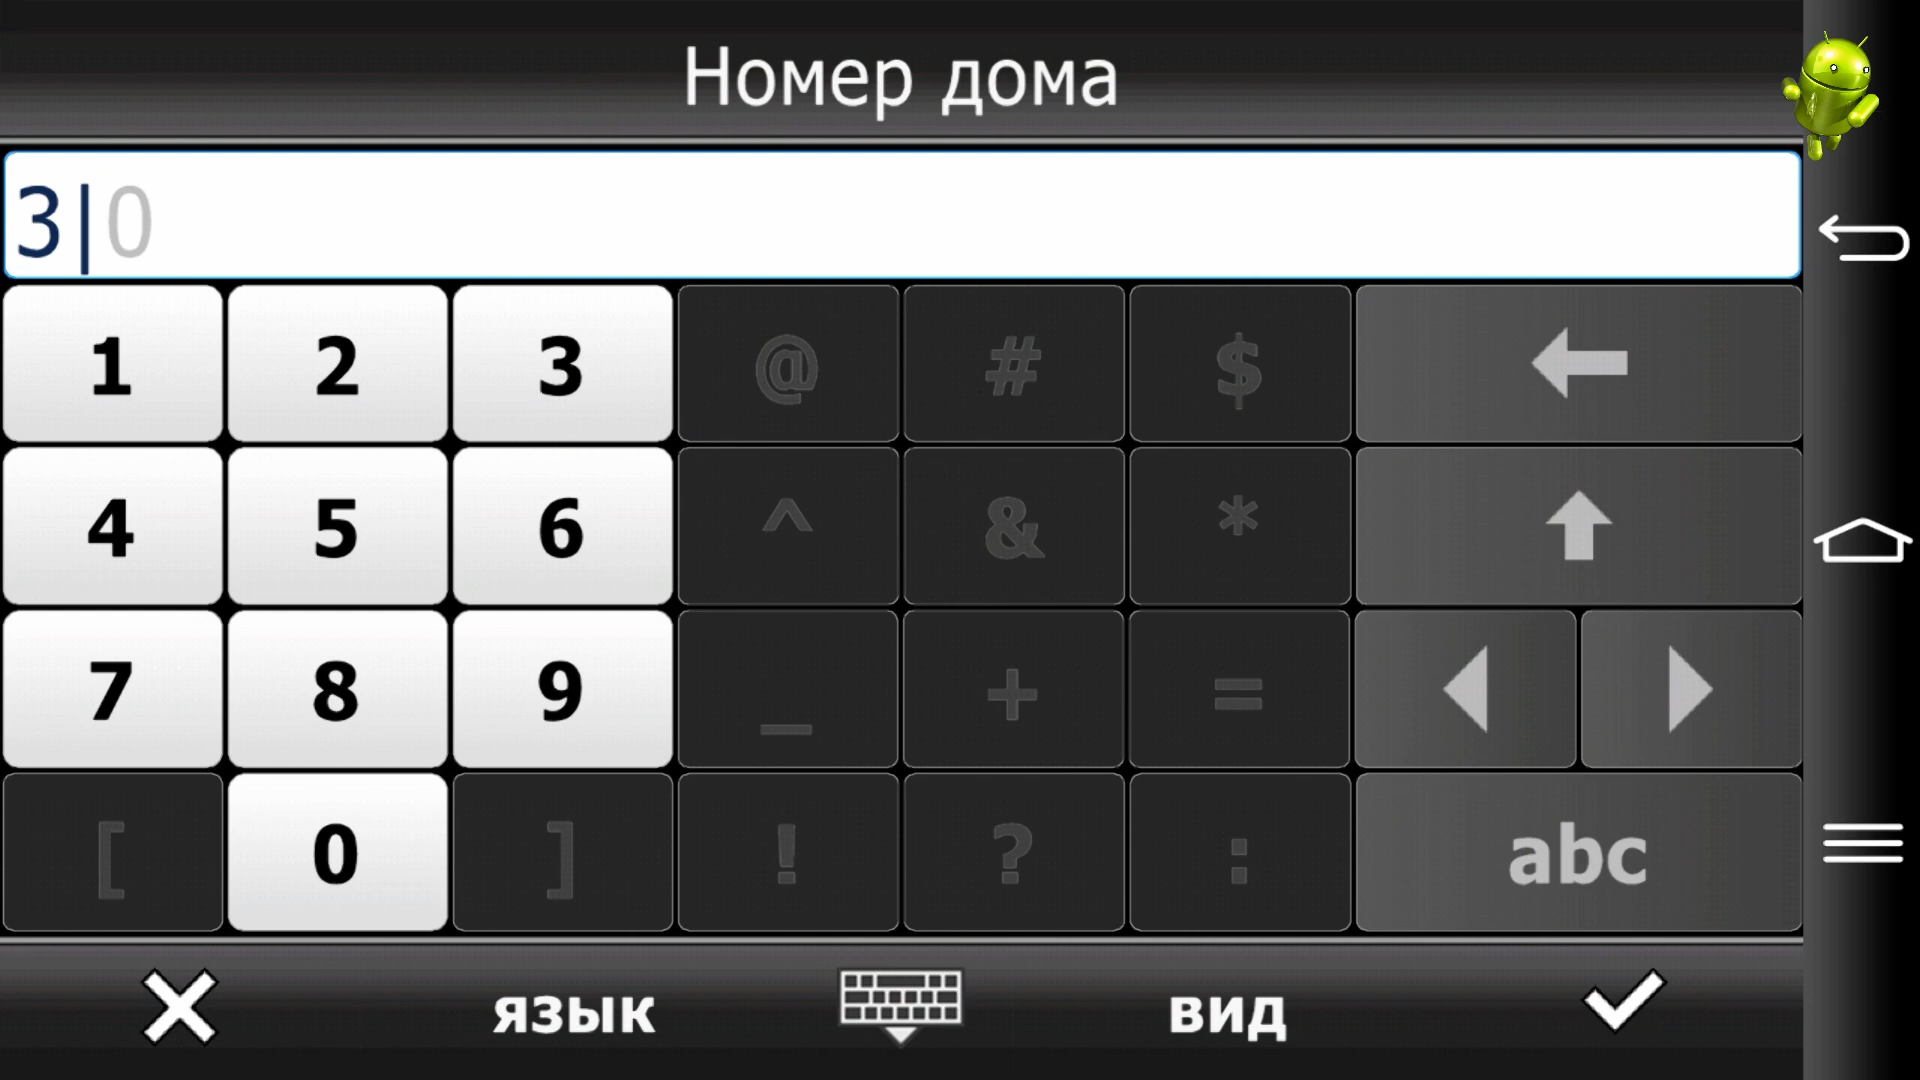 Номер дома
3|0
1 2 3 @ # $
4 5 6 ^ & *
7 8 9 _ + =
[ 0 ] ! ? : abc
язык вид